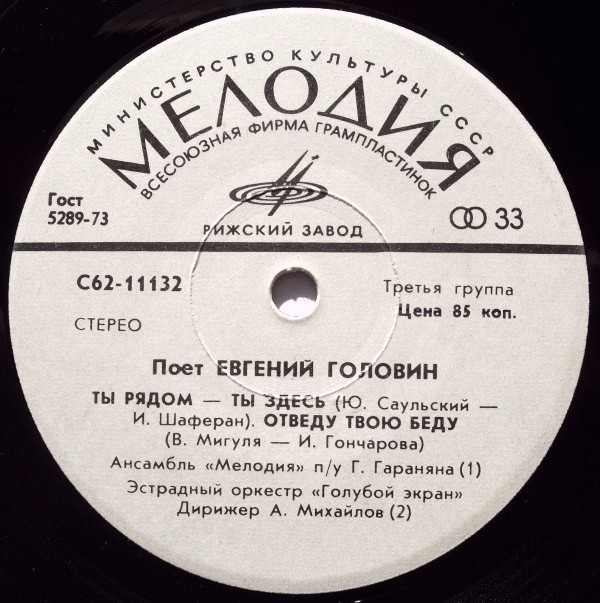 МИНИСТЕРСТВО КУЛЬТУРЫ СССР
МЕЛОДИЯ
ВСЕСОЮЗНАЯ ФИРМА ГРАМПЛАСТИНОК
Гост
5289-73
33
РИЖСКИЙ ЗАВОД
С62-11132
Третья группа
Цена 85 коп.
СТЕРЕО
Поет ЕВГЕНИЙ ГОЛОВИН
ТЫ РЯДОМ — ТЫ ЗДЕСЬ (Ю. Саульский —
И. Шаферан). ОТВЕДУ ТВОЮ БЕДУ
(В. Мигуля — И. Гончарова)
Ансамбль «Мелодия» п/у Г. Гараняна (1)
Эстрадный оркестр «Голубой экран»
Дирижер А. Михайлов (2)